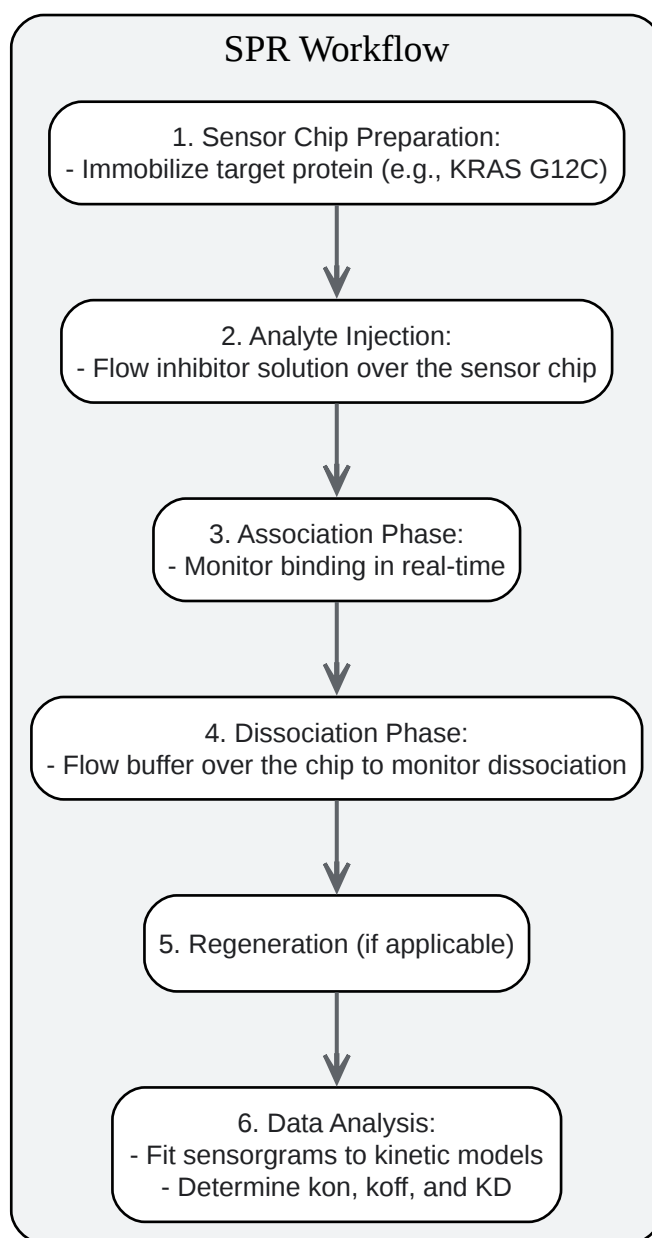 SPR Workflow
1. Sensor Chip Preparation:
- Immobilize target protein (e.g., KRAS G12C)
2. Analyte Injection:
- Flow inhibitor solution over the sensor chip
3. Association Phase:
- Monitor binding in real-time
4. Dissociation Phase:
- Flow buffer over the chip to monitor dissociation
5. Regeneration (if applicable)
6. Data Analysis:
- Fit sensorgrams to kinetic models
- Determine kon, koff, and KD